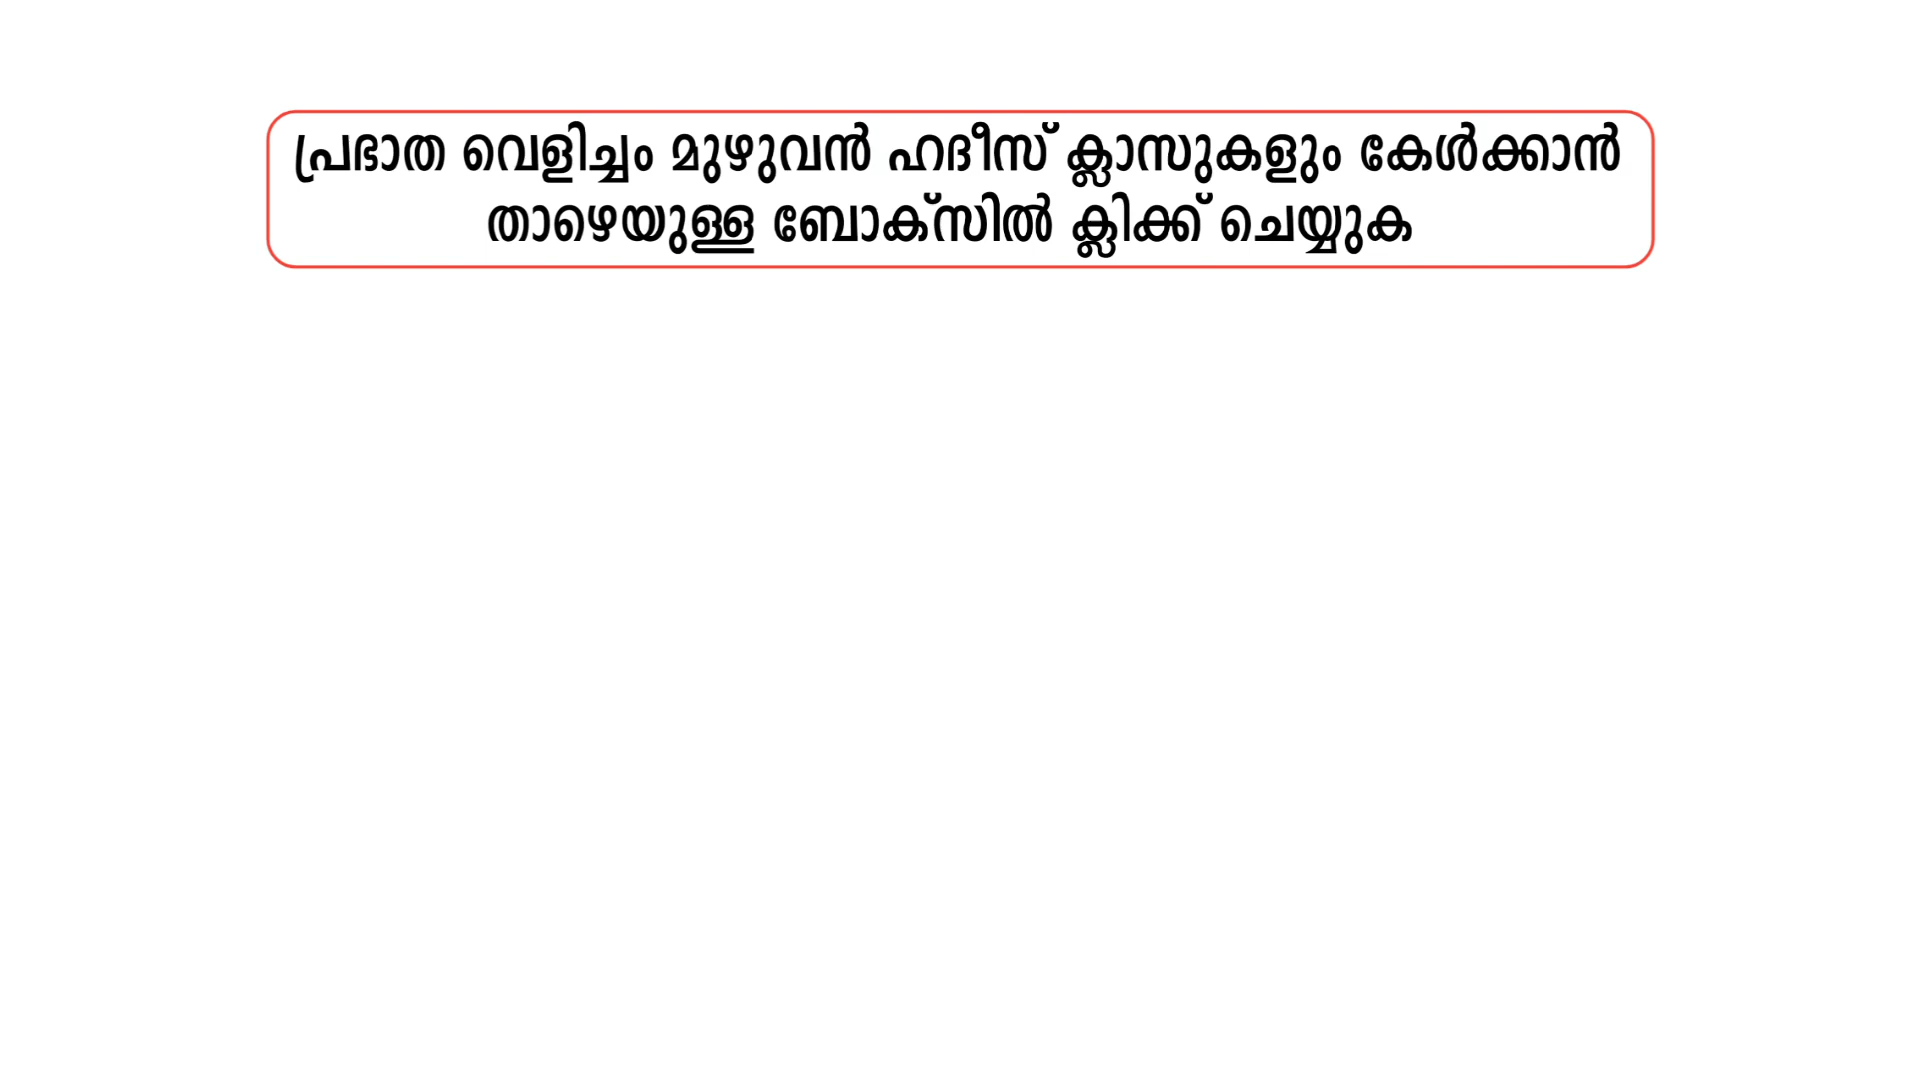 പ്രഭാത വെളിച്ചം മുഴുവൻ ഹദീസ് ക്ലാസുകളും കേൾക്കാൻ
താഴെയുള്ള ബോക്സിൽ ക്ലിക്ക് ചെയ്യുക